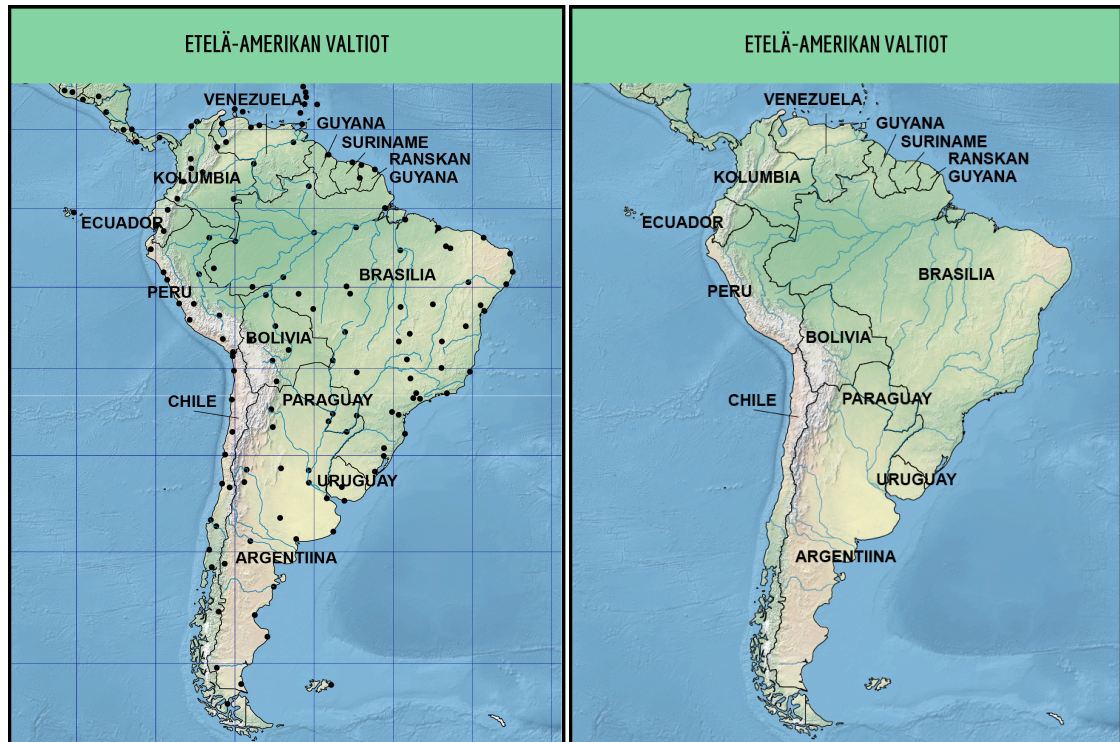 ETELÄ-AMERIKAN VALTIOT
VENEZUELA
GUYANA
SURINAME
RANSKAN
GUYANA
KOLUMBIA
ECUADOR
BRASILIA
PERU
BOLIVIA
CHILE
PARAGUAY
URUGUAY
ARGENTIINA
ETELÄ-AMERIKAN VALTIOT
VENEZUELA
GUYANA
SURINAME
RANSKAN
GUYANA
KOLUMBIA
ECUADOR
BRASILIA
PERU
BOLIVIA
CHILE
PARAGUAY
URUGUAY
ARGENTIINA